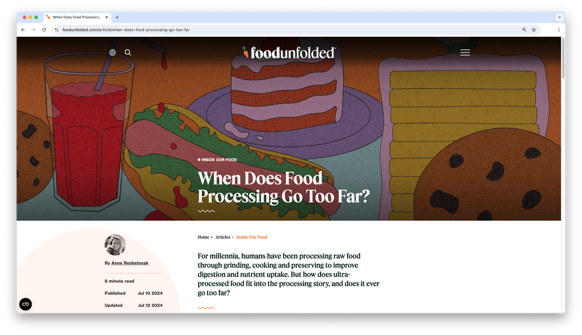 When Does Food Processing
foodunfolded.com/article/when-does-food-processing-go-too-far
foodunfolded
INSIDE OUR FOOD
When Does Food
Processing Go Too Far?
Home • Articles • Inside Our Food
By Anne Reshetnyak
For millennia, humans have been processing raw food
through grinding, cooking and preserving to improve
digestion and nutrient uptake. But how does ultra-
processed food fit into the processing story, and does it ever
go too far?
8 minute read
Published Jul 10 2024
Updated Jul 12 2024